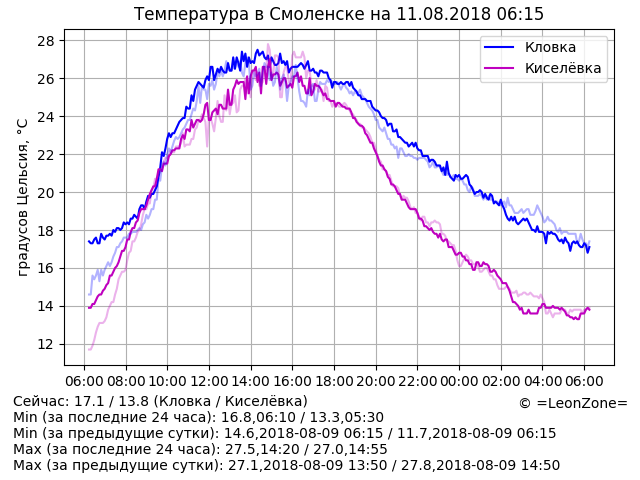 Температура в Смоленске на 11.08.2018 06:15
градусов Цельсия, °C
28
26
24
22
20
18
16
14
12
Кловка
Киселёвка
06:00 08:00 10:00 12:00 14:00 16:00 18:00 20:00 22:00 00:00 02:00 04:00 06:00
Сейчас: 17.1 / 13.8 (Кловка / Киселёвка)
© =LeonZone=
Min (за последние 24 часа): 16.8,06:10 / 13.3,05:30
Min (за предыдущие сутки): 14.6,2018-08-09 06:15 / 11.7,2018-08-09 06:15
Max (за последние 24 часа): 27.5,14:20 / 27.0,14:55
Max (за предыдущие сутки): 27.1,2018-08-09 13:50 / 27.8,2018-08-09 14:50